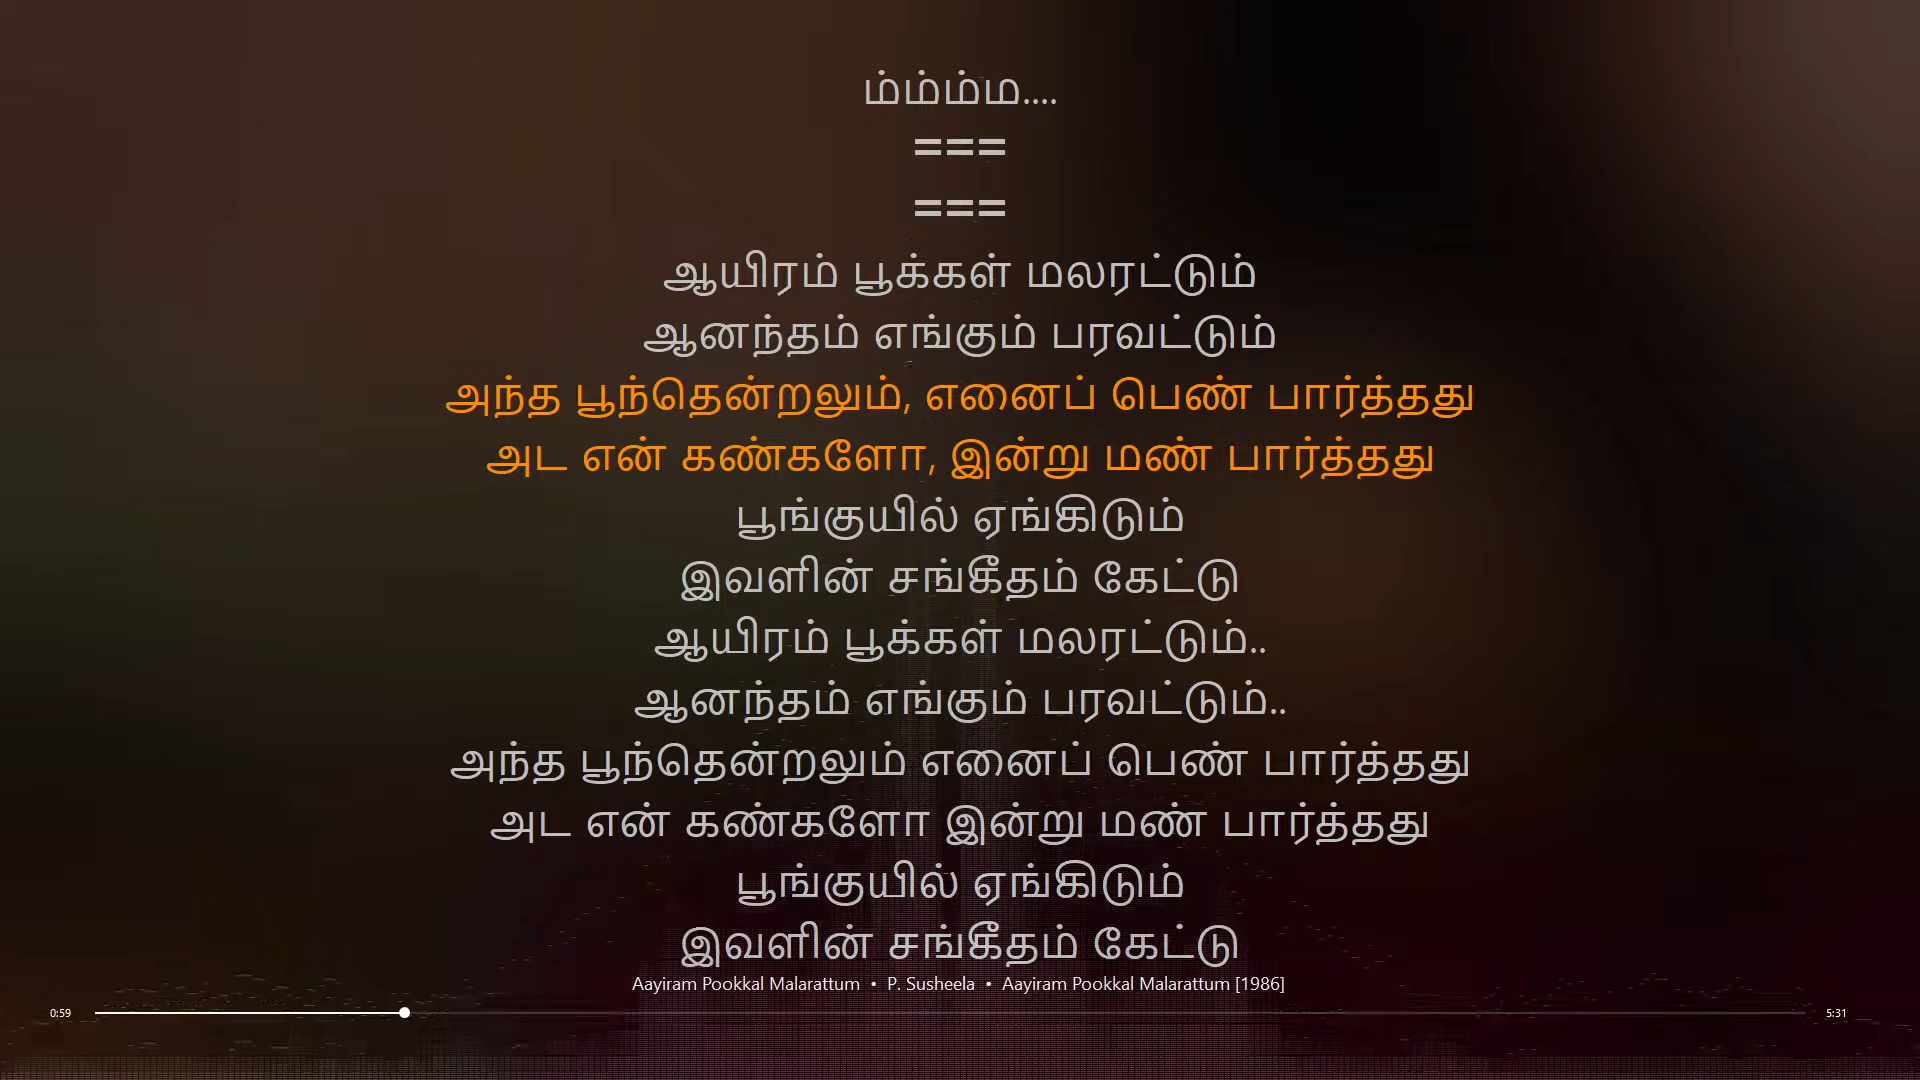 ம்ம்ம்ம....
===
===
ஆயிரம் பூக்கள் மலரட்டும்
ஆனந்தம் எங்கும் பரவட்டும்
அந்த பூந்தென்றலும், எனைப் பெண் பார்த்தது
அட என் கண்களோ, இன்று மண் பார்த்தது
பூங்குயில் ஏங்கிடும்
இவளின் சங்கீதம் கேட்டு
ஆயிரம் பூக்கள் மலரட்டும்..
ஆனந்தம் எங்கும் பரவட்டும்..
அந்த பூந்தென்றலும் எனைப் பெண் பார்த்தது
அட என் கண்களோ இன்று மண் பார்த்தது
பூங்குயில் ஏங்கிடும்
இவளின் சங்கீதம் கேட்டு
Aayiram Pookkal Malarattum • P. Susheela • Aayiram Pookkal Malarattum [1986]
0:59 5:31